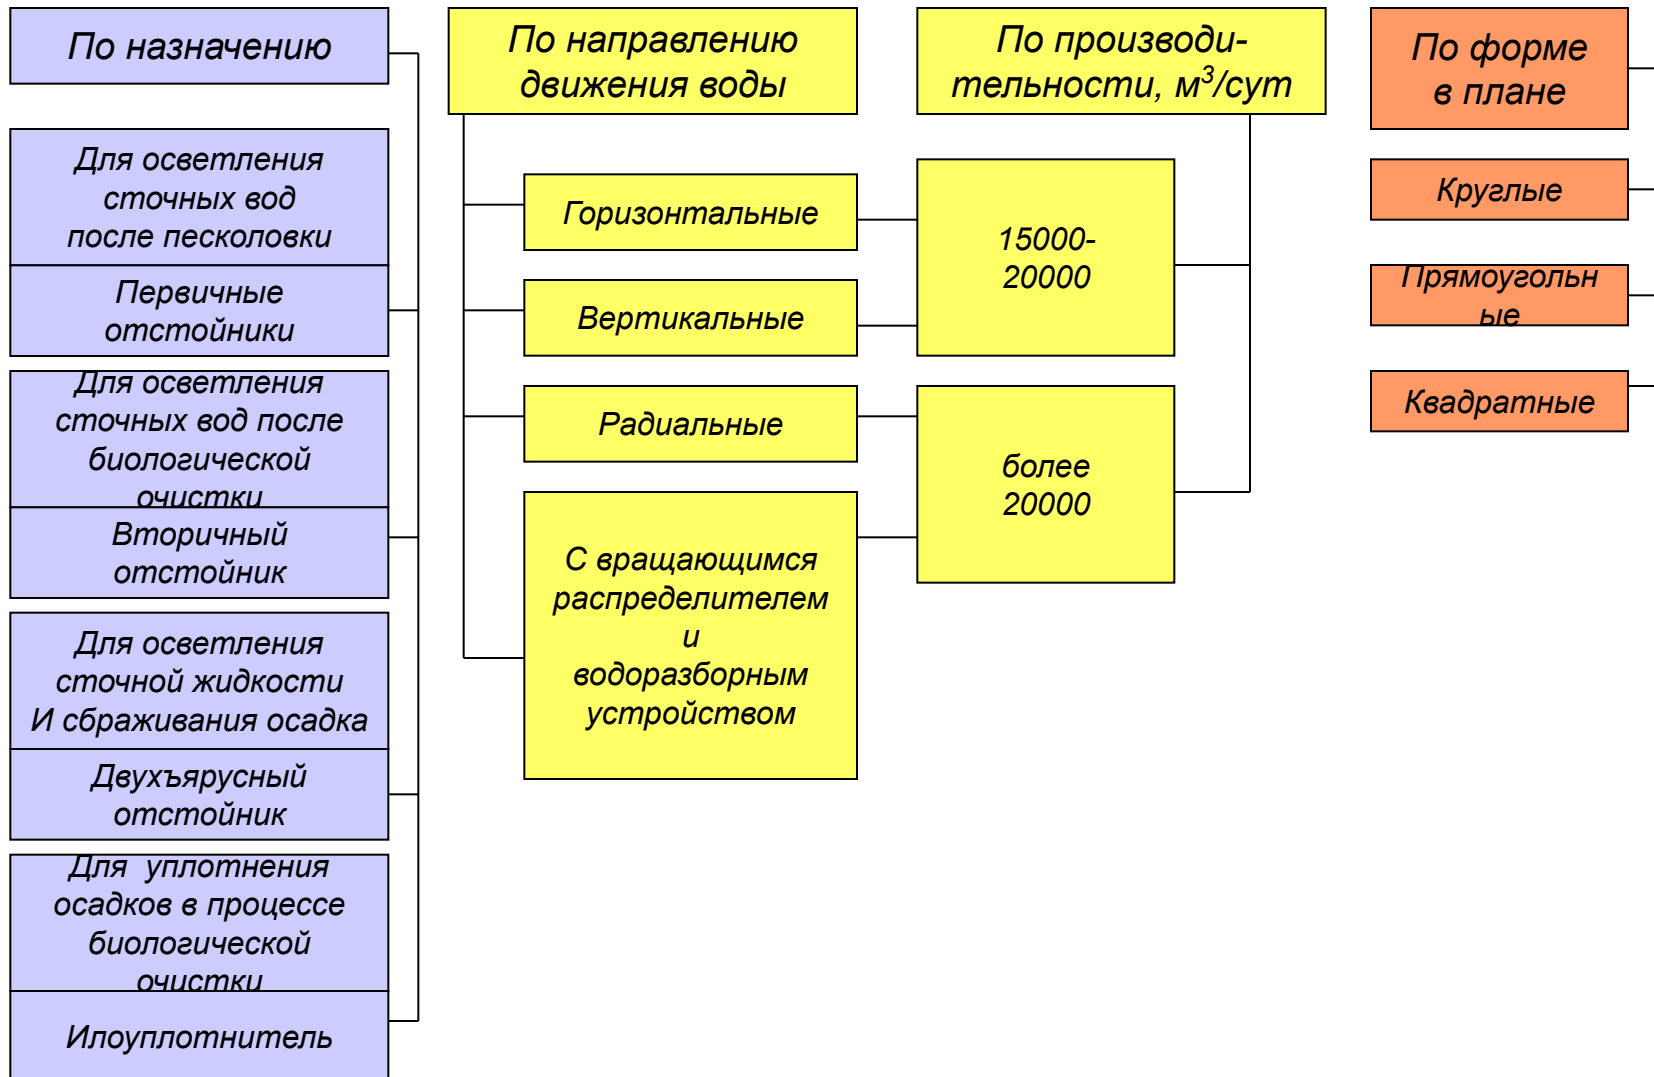 По назначению
Для осветления
сточных вод
после песколовки
Первичные
отстойники
Для осветления
сточных вод после
биологической
очистки
Вторичный
отстойник
Для осветления
сточной жидкости
И сбраживания осадка
Двухъярусный
отстойник
Для уплотнения
осадков в процессе
биологической
очистки
Илоуплотнитель
По направлению
движения воды
Горизонтальные
Вертикальные
Радиальные
С вращающимся
распределителем
и
водоразборным
устройством
По производи-
тельности, м³/сут
15000-
20000
более
20000
По форме
в плане
Круглые
Прямоугольн
ые
Квадратные